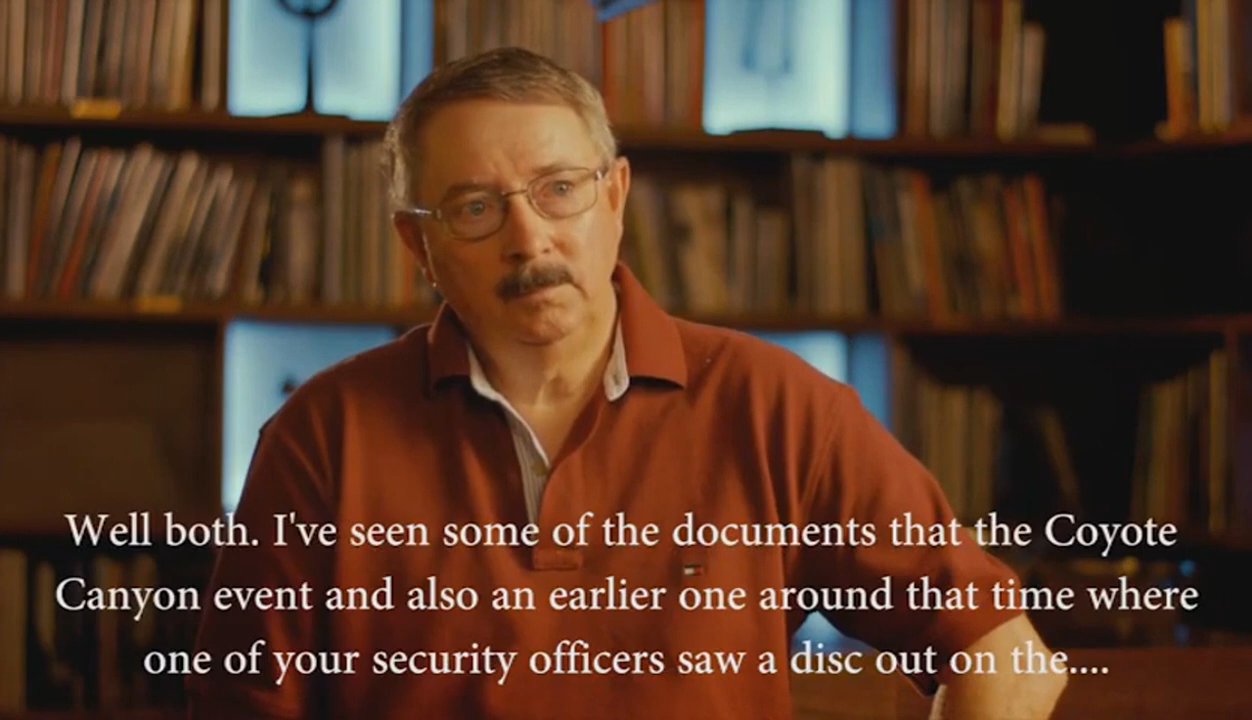 Well both. I've seen some of the documents that the Coyote
Canyon event and also an earlier one around that time where
one of your security officers saw a disc out on the....